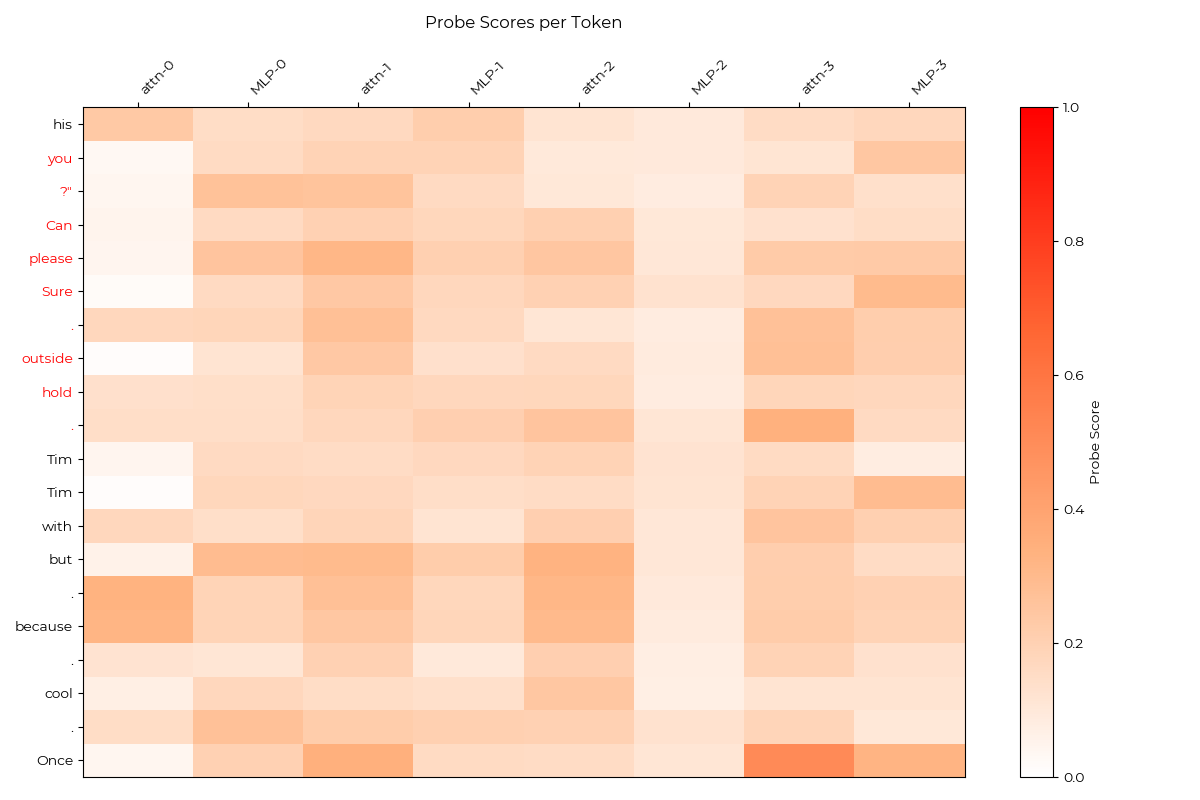 Probe Scores per Token
attn-0
MLP-0
attn-1
MLP-1
attn-2
MLP-2
attn-3
MLP-3
his
you
?"
Can
please
Sure
.
outside
hold
.
Tim
Tim
with
but
.
because
.
cool
.
Once
1.0
0.8
0.6
0.4
0.2
0.0
Probe Score